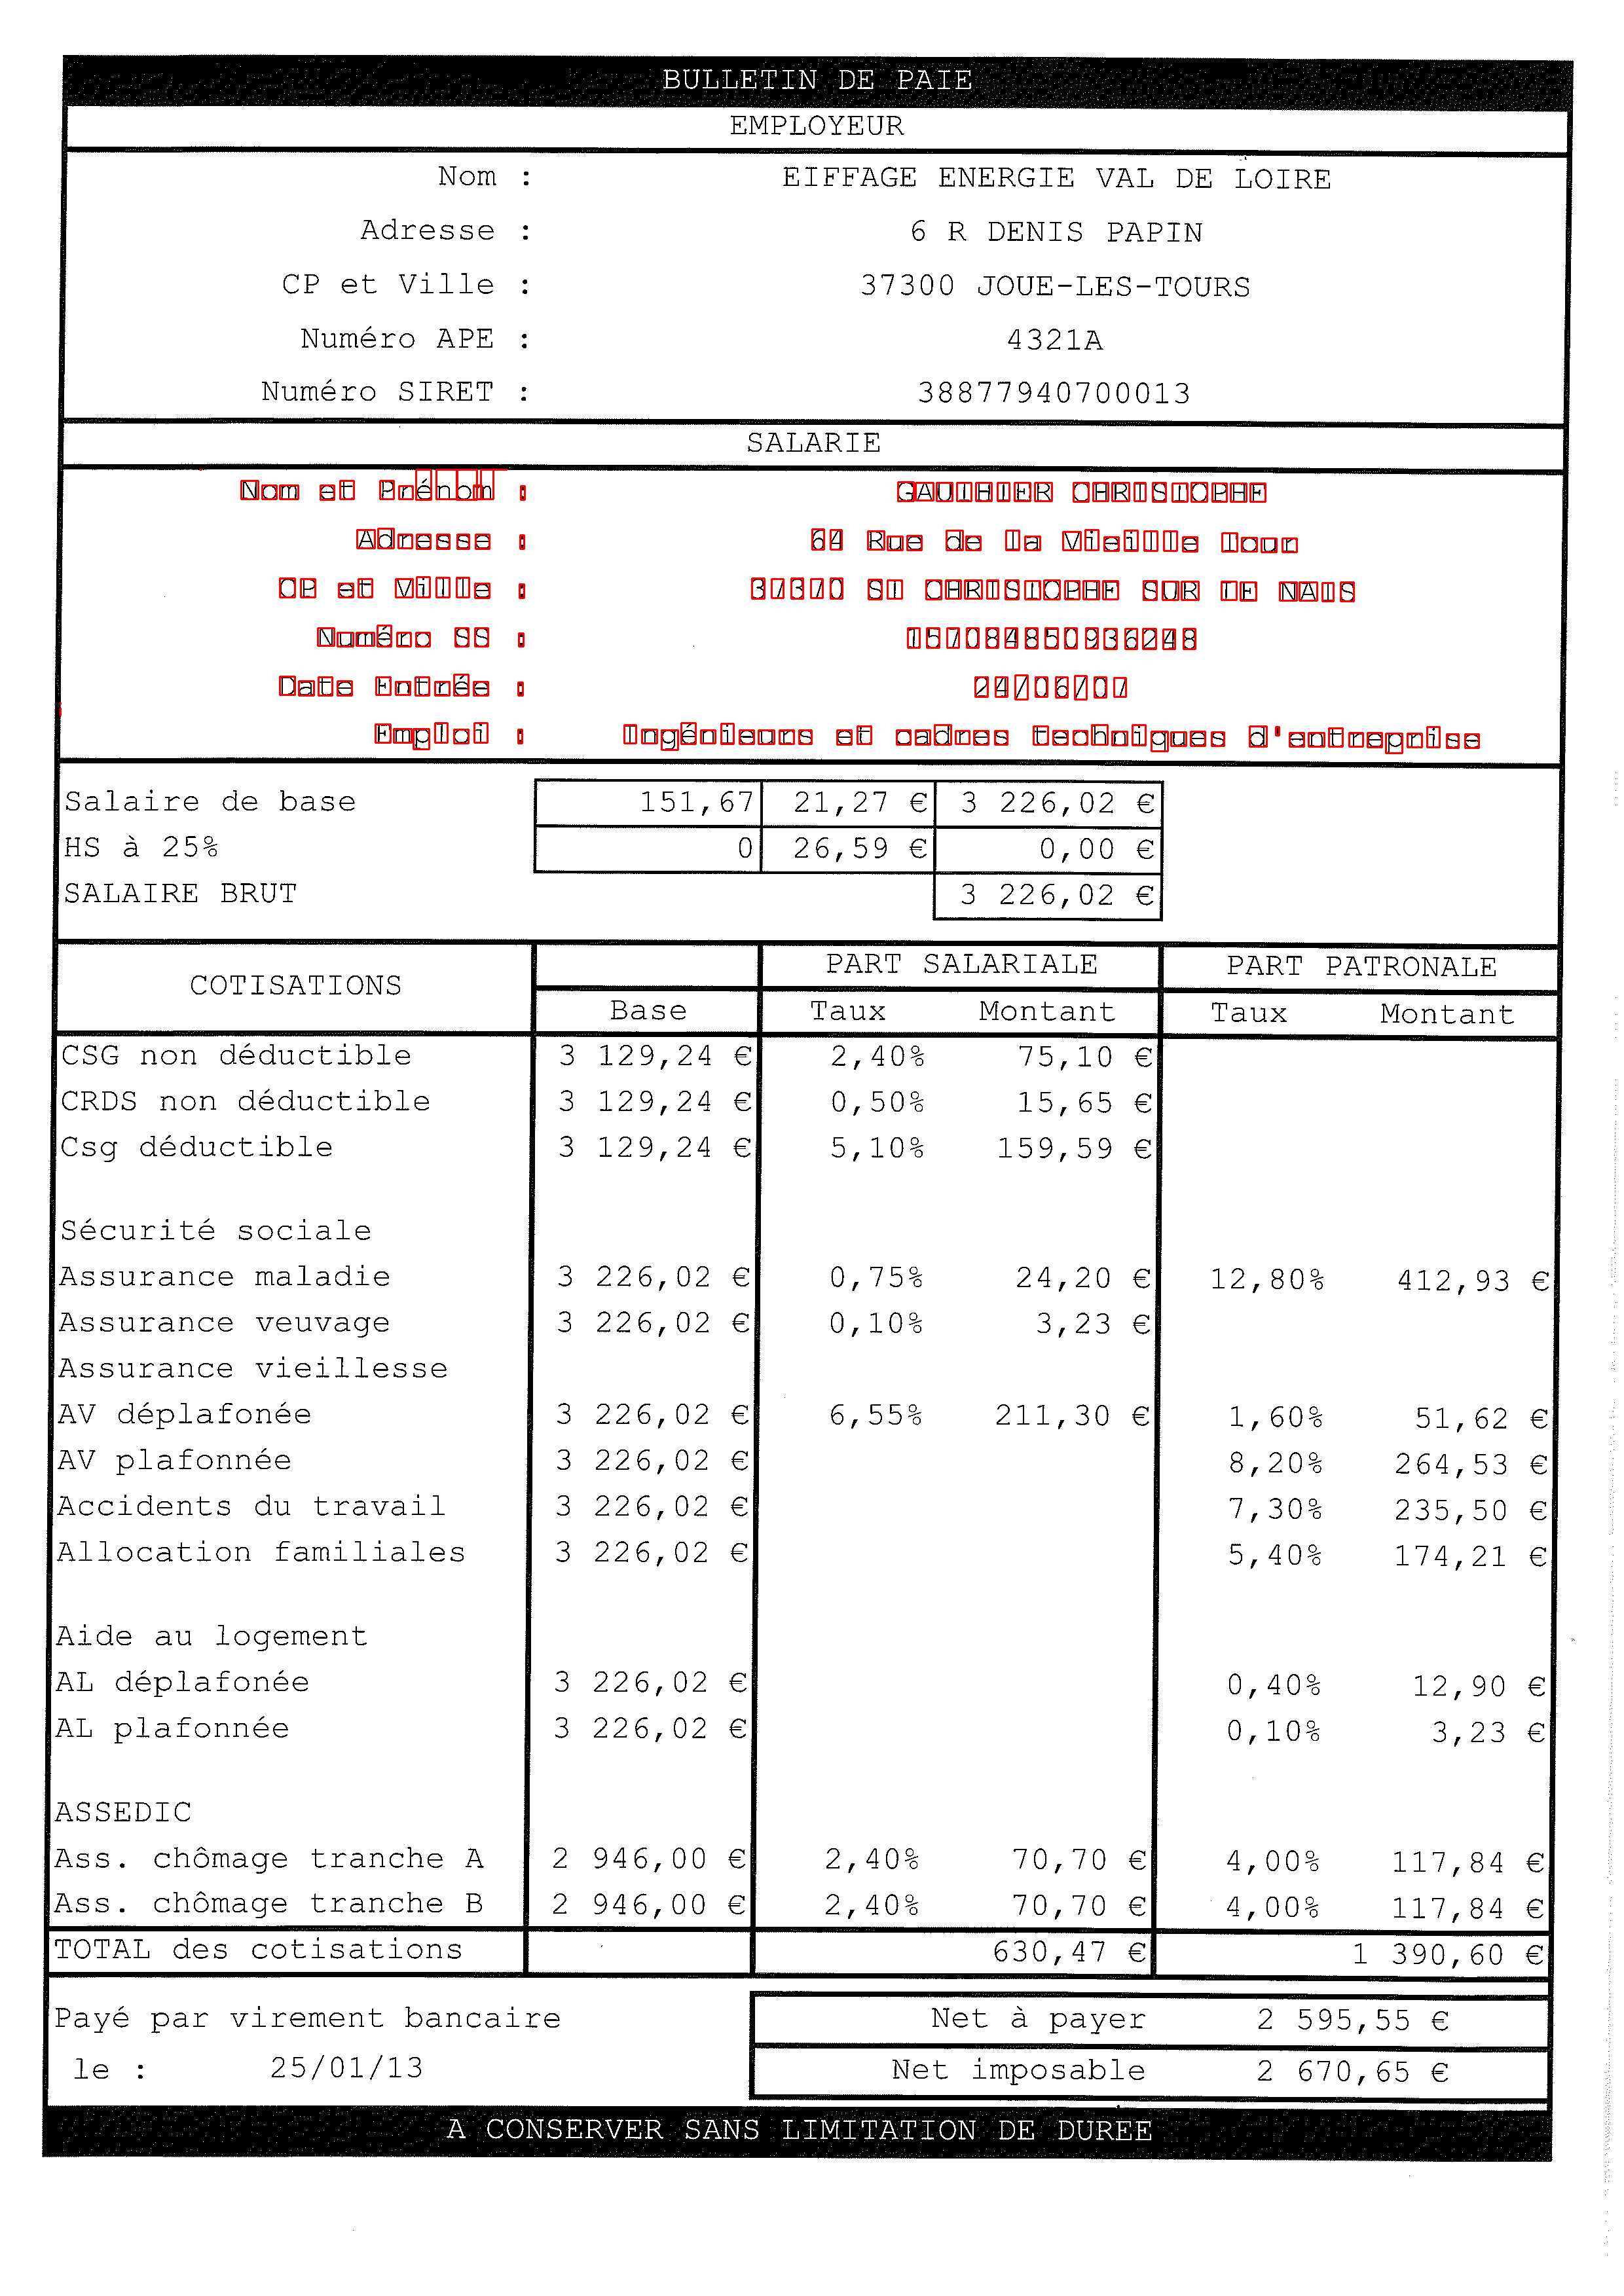 BULLETIN DE PAIE
EMPLOYEUR
Nom : EIFFAGE ENERGIE VAL DE LOIRE
Adresse : 6 R DENIS PAPIN
CP et Ville : 37300 JOUE-LES-TOURS
Numéro APE : 4321A
Numéro SIRET : 38877940700013
SALARIE
Nom et Prénom : GAUTHIER CHRISTOPHE
Adresse : 64 Rue de la Vieille Tour
CP et Ville : 37370 ST CHRISTOPHE SUR LE NAIS
Numéro SS : 157084850936248
Date Entrée : 24/06/07
Emploi : Ingénieurs et cadres techniques d'entreprise
Salaire de base 151,67 21,27 € 3 226,02 €
HS à 25% 0 26,59 € 0,00 €
SALAIRE BRUT 3 226,02 €
COTISATIONS PART SALARIALE PART PATRONALE
Base Taux Montant Taux Montant
CSG non déductible 3 129,24 € 2,40% 75,10 €
CRDS non déductible 3 129,24 € 0,50% 15,65 €
Csg déductible 3 129,24 € 5,10% 159,59 €
Sécurité sociale
Assurance maladie 3 226,02 € 0,75% 24,20 € 12,80% 412,93 €
Assurance veuvage 3 226,02 € 0,10% 3,23 €
Assurance vieillesse
AV déplafonée 3 226,02 € 6,55% 211,30 € 1,60% 51,62 €
AV plafonnée 3 226,02 € 8,20% 264,53 €
Accidents du travail 3 226,02 € 7,30% 235,50 €
Allocation familiales 3 226,02 € 5,40% 174,21 €
Aide au logement
AL déplafonée 3 226,02 € 0,40% 12,90 €
AL plafonnée 3 226,02 € 0,10% 3,23 €
ASSEDIC
Ass. chômage tranche A 2 946,00 € 2,40% 70,70 € 4,00% 117,84 €
Ass. chômage tranche B 2 946,00 € 2,40% 70,70 € 4,00% 117,84 €
TOTAL des cotisations 630,47 € 1 390,60 €
Payé par virement bancaire Net à payer 2 595,55 €
le : 25/01/13 Net imposable 2 670,65 €
A CONSERVER SANS LIMITATION DE DUREE